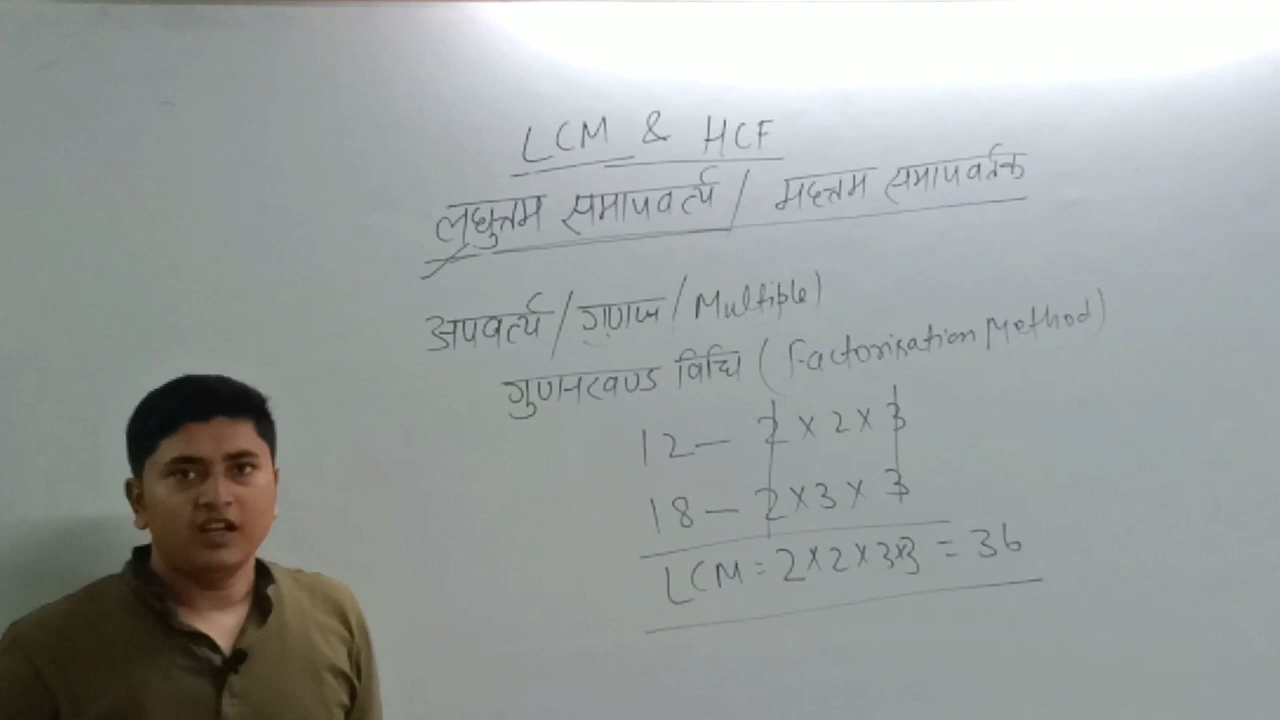 LCM & HCF
लघुत्तम समापवर्त्य / महत्तम समापवर्तक
अपवर्त्य / गुणज / Multiple)
गुणनखण्ड विधि ( Factorisation Method)
12 — 2 × 2 × 3
18 — 2 × 3 × 3
LCM = 2 × 2 × 3 × 3 = 36